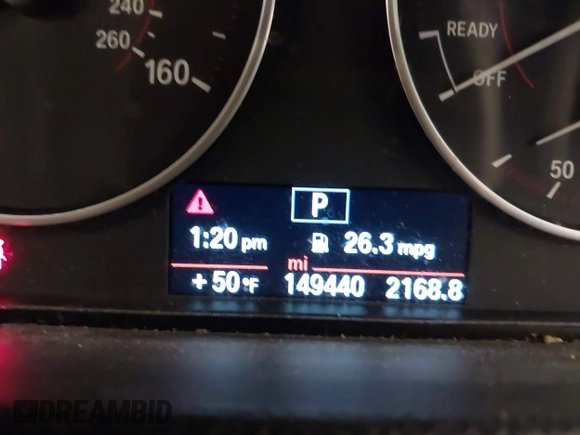 240
260
160
READY
OFF
50
P
1:20 pm 26.3 mpg
mi
+50°F 149440 2168.8
DREAMBID